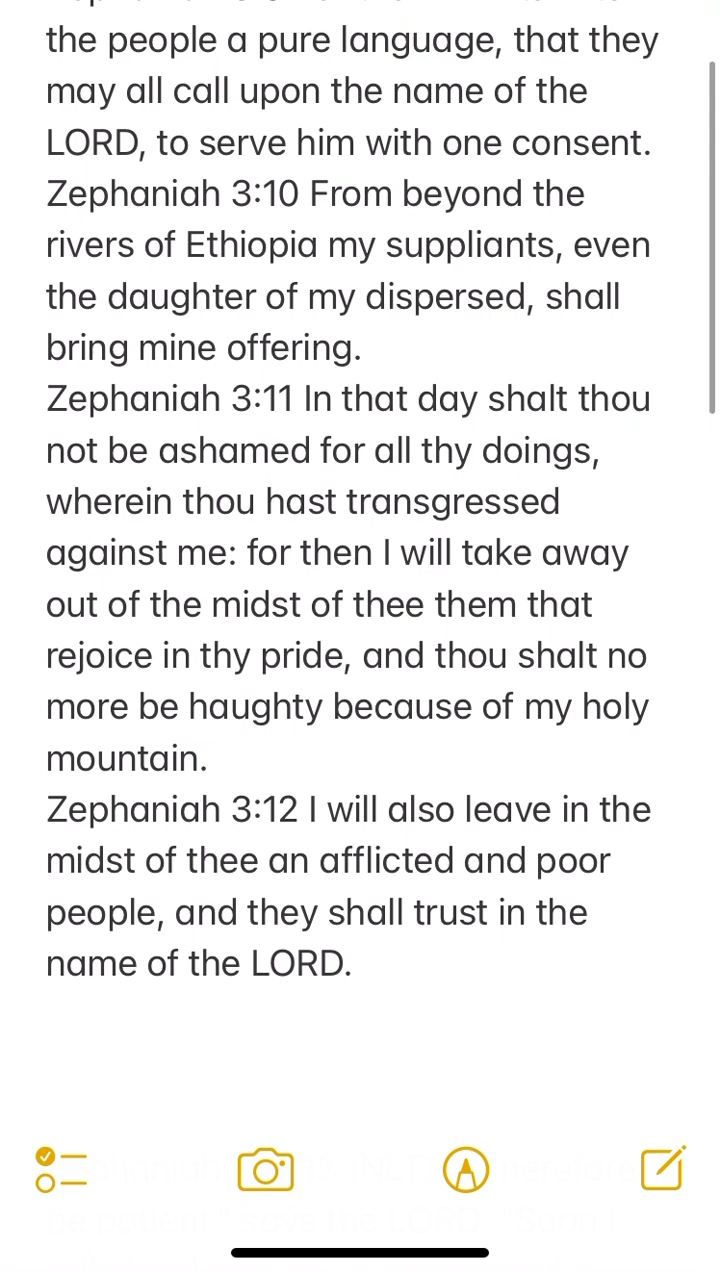 the people a pure language, that they
may all call upon the name of the
LORD, to serve him with one consent.
Zephaniah 3:10 From beyond the
rivers of Ethiopia my suppliants, even
the daughter of my dispersed, shall
bring mine offering.
Zephaniah 3:11 In that day shalt thou
not be ashamed for all thy doings,
wherein thou hast transgressed
against me: for then I will take away
out of the midst of thee them that
rejoice in thy pride, and thou shalt no
more be haughty because of my holy
mountain.
Zephaniah 3:12 I will also leave in the
midst of thee an afflicted and poor
people, and they shall trust in the
name of the LORD.